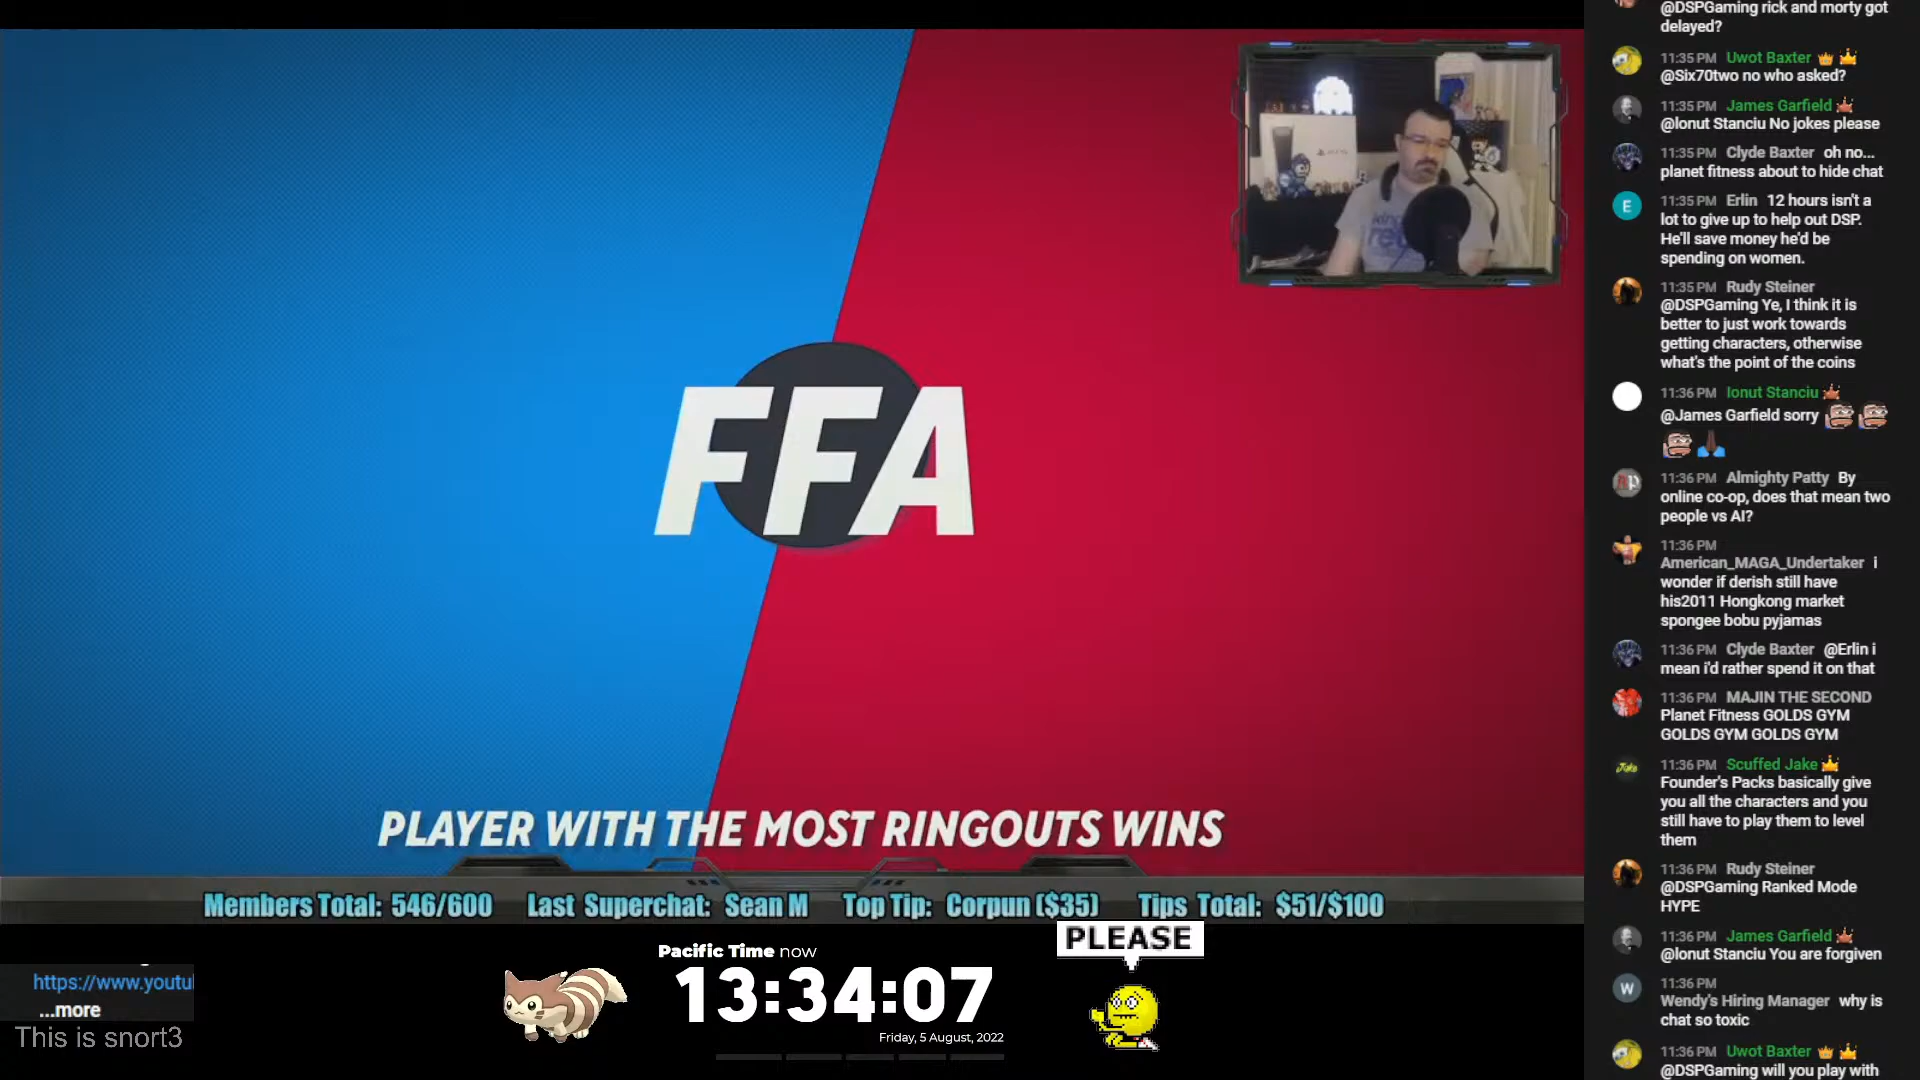 FFA
PLAYER WITH THE MOST RINGOUTS WINS
Members Total: 546/600 Last Superchat: Sean M Top Tip: Corpun ($35) Tips Total: $51/$100
PLEASE
Pacific Time now
13:34:07
Friday, 5 August, 2022
https://www.youtu
...more
This is snort3
@DSPGaming rick and morty got
delayed?
11:35 PM Uwot Baxter
@Six70two no who asked?
11:35 PM James Garfield
@Ionut Stanciu No jokes please
11:35 PM Clyde Baxter oh no...
planet fitness about to hide chat
E
11:35 PM Erlin 12 hours isn't a
lot to give up to help out DSP.
He'll save money he'd be
spending on women.
11:35 PM Rudy Steiner
@DSPGaming Ye, I think it is
better to just work towards
getting characters, otherwise
what's the point of the coins
11:36 PM Ionut Stanciu
@James Garfield sorry
11:36 PM Almighty Patty By
online co-op, does that mean two
people vs AI?
11:36 PM
American_MAGA_Undertaker i
wonder if derish still have
his2011 Hongkong market
spongee bobu pyjamas
11:36 PM Clyde Baxter @Erlin i
mean i'd rather spend it on that
11:36 PM MAJIN THE SECOND
Planet Fitness GOLDS GYM
GOLDS GYM GOLDS GYM
11:36 PM Scuffed Jake
Founder's Packs basically give
you all the characters and you
still have to play them to level
them
11:36 PM Rudy Steiner
@DSPGaming Ranked Mode
HYPE
11:36 PM James Garfield
@Ionut Stanciu You are forgiven
W
11:36 PM
Wendy's Hiring Manager why is
chat so toxic
11:36 PM Uwot Baxter
@DSPGaming will you play with